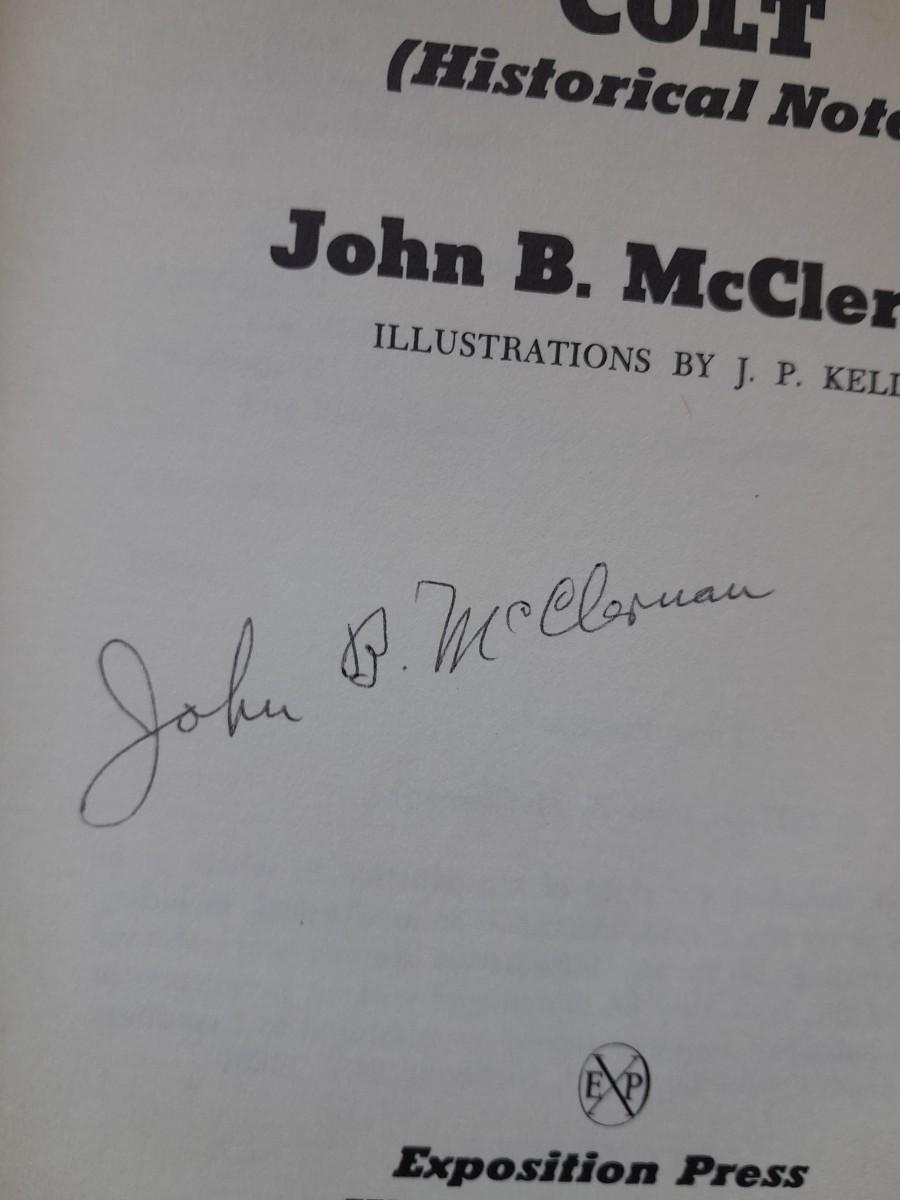 COLT
(Historical Note
John B. McCler
ILLUSTRATIONS BY J. P. KELL
John B. McClernan
EXP
Exposition Press